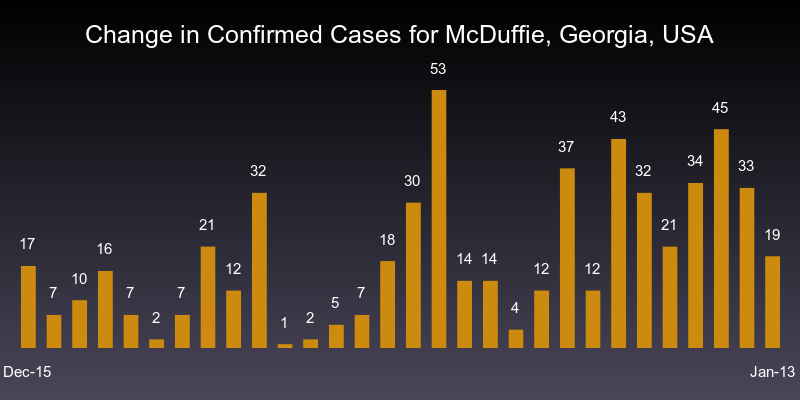 Change in Confirmed Cases for McDuffie, Georgia, USA
17 7 10 16 7 2 7 21 12 32 1 2 5 7 18 30 53 14 14 4 12 37 12 43 32 21 34 45 33 19
Dec-15 Jan-13